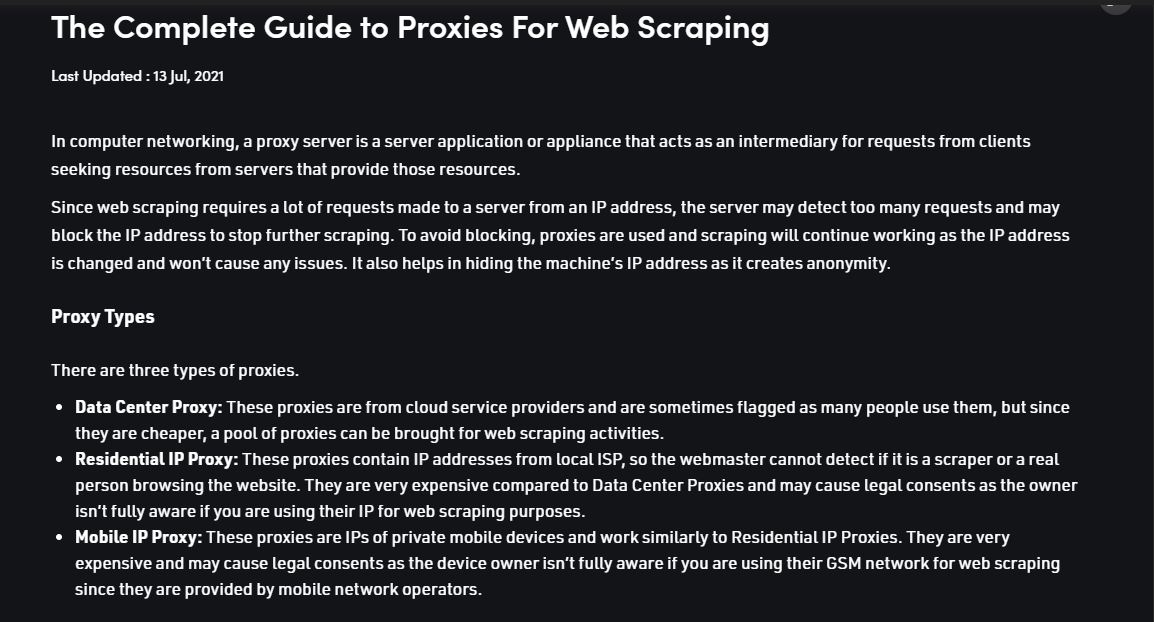 The Complete Guide to Proxies For Web Scraping
Last Updated : 13 Jul, 2021
In computer networking, a proxy server is a server application or appliance that acts as an intermediary for requests from clients
seeking resources from servers that provide those resources.
Since web scraping requires a lot of requests made to a server from an IP address, the server may detect too many requests and may
block the IP address to stop further scraping. To avoid blocking, proxies are used and scraping will continue working as the IP address
is changed and won’t cause any issues. It also helps in hiding the machine’s IP address as it creates anonymity.
Proxy Types
There are three types of proxies.
• Data Center Proxy: These proxies are from cloud service providers and are sometimes flagged as many people use them, but since
they are cheaper, a pool of proxies can be brought for web scraping activities.
• Residential IP Proxy: These proxies contain IP addresses from local ISP, so the webmaster cannot detect if it is a scraper or a real
person browsing the website. They are very expensive compared to Data Center Proxies and may cause legal consents as the owner
isn’t fully aware if you are using their IP for web scraping purposes.
• Mobile IP Proxy: These proxies are IPs of private mobile devices and work similarly to Residential IP Proxies. They are very
expensive and may cause legal consents as the device owner isn’t fully aware if you are using their GSM network for web scraping
since they are provided by mobile network operators.